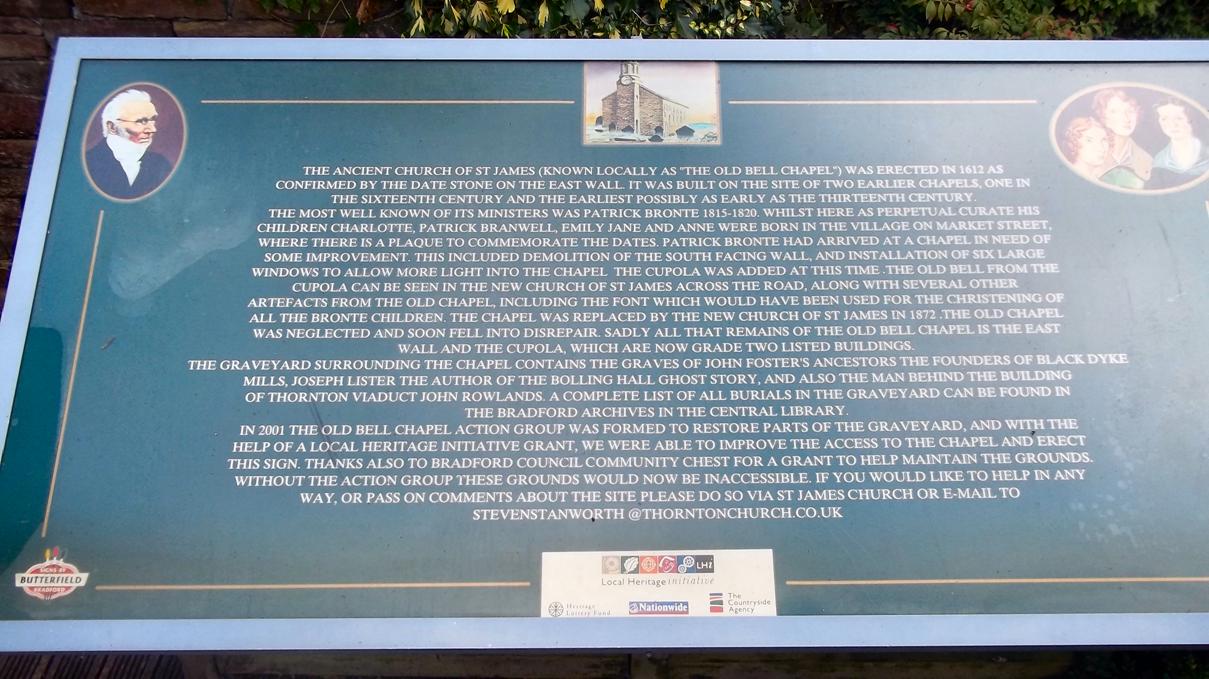 THE ANCIENT CHURCH OF ST JAMES (KNOWN LOCALLY AS "THE OLD BELL CHAPEL") WAS ERECTED IN 1612 AS
CONFIRMED BY THE DATE STONE ON THE EAST WALL. IT WAS BUILT ON THE SITE OF TWO EARLIER CHAPELS, ONE IN
THE SIXTEENTH CENTURY AND THE EARLIEST POSSIBLY AS EARLY AS THE THIRTEENTH CENTURY.
THE MOST WELL KNOWN OF ITS MINISTERS WAS PATRICK BRONTE 1815-1820. WHILST HERE AS PERPETUAL CURATE HIS
CHILDREN CHARLOTTE, PATRICK BRANWELL, EMILY JANE AND ANNE WERE BORN IN THE VILLAGE ON MARKET STREET,
WHERE THERE IS A PLAQUE TO COMMEMORATE THE DATES. PATRICK BRONTE HAD ARRIVED AT A CHAPEL IN NEED OF
SOME IMPROVEMENT. THIS INCLUDED DEMOLITION OF THE SOUTH FACING WALL, AND INSTALLATION OF SIX LARGE
WINDOWS TO ALLOW MORE LIGHT INTO THE CHAPEL THE CUPOLA WAS ADDED AT THIS TIME .THE OLD BELL FROM THE
CUPOLA CAN BE SEEN IN THE NEW CHURCH OF ST JAMES ACROSS THE ROAD, ALONG WITH SEVERAL OTHER
ARTEFACTS FROM THE OLD CHAPEL, INCLUDING THE FONT WHICH WOULD HAVE BEEN USED FOR THE CHRISTENING OF
ALL THE BRONTE CHILDREN. THE CHAPEL WAS REPLACED BY THE NEW CHURCH OF ST JAMES IN 1872 .THE OLD CHAPEL
WAS NEGLECTED AND SOON FELL INTO DISREPAIR. SADLY ALL THAT REMAINS OF THE OLD BELL CHAPEL IS THE EAST
WALL AND THE CUPOLA, WHICH ARE NOW GRADE TWO LISTED BUILDINGS.
THE GRAVEYARD SURROUNDING THE CHAPEL CONTAINS THE GRAVES OF JOHN FOSTER'S ANCESTORS THE FOUNDERS OF BLACK DYKE
MILLS, JOSEPH LISTER THE AUTHOR OF THE BOLLING HALL GHOST STORY, AND ALSO THE MAN BEHIND THE BUILDING
OF THORNTON VIADUCT JOHN ROWLANDS. A COMPLETE LIST OF ALL BURIALS IN THE GRAVEYARD CAN BE FOUND IN
THE BRADFORD ARCHIVES IN THE CENTRAL LIBRARY.
IN 2001 THE OLD BELL CHAPEL ACTION GROUP WAS FORMED TO RESTORE PARTS OF THE GRAVEYARD, AND WITH THE
HELP OF A LOCAL HERITAGE INITIATIVE GRANT, WE WERE ABLE TO IMPROVE THE ACCESS TO THE CHAPEL AND ERECT
THIS SIGN. THANKS ALSO TO BRADFORD COUNCIL COMMUNITY CHEST FOR A GRANT TO HELP MAINTAIN THE GROUNDS.
WITHOUT THE ACTION GROUP THESE GROUNDS WOULD NOW BE INACCESSIBLE. IF YOU WOULD LIKE TO HELP IN ANY
WAY, OR PASS ON COMMENTS ABOUT THE SITE PLEASE DO SO VIA ST JAMES CHURCH OR E-MAIL TO
STEVENSTANWORTH @THORNTONCHURCH.CO.UK
SIGNS BY
BUTTERFIELD
BRADFORD
LHi
Local Heritage initiative
Heritage
Lottery Fund
Nationwide
The
Countryside
Agency